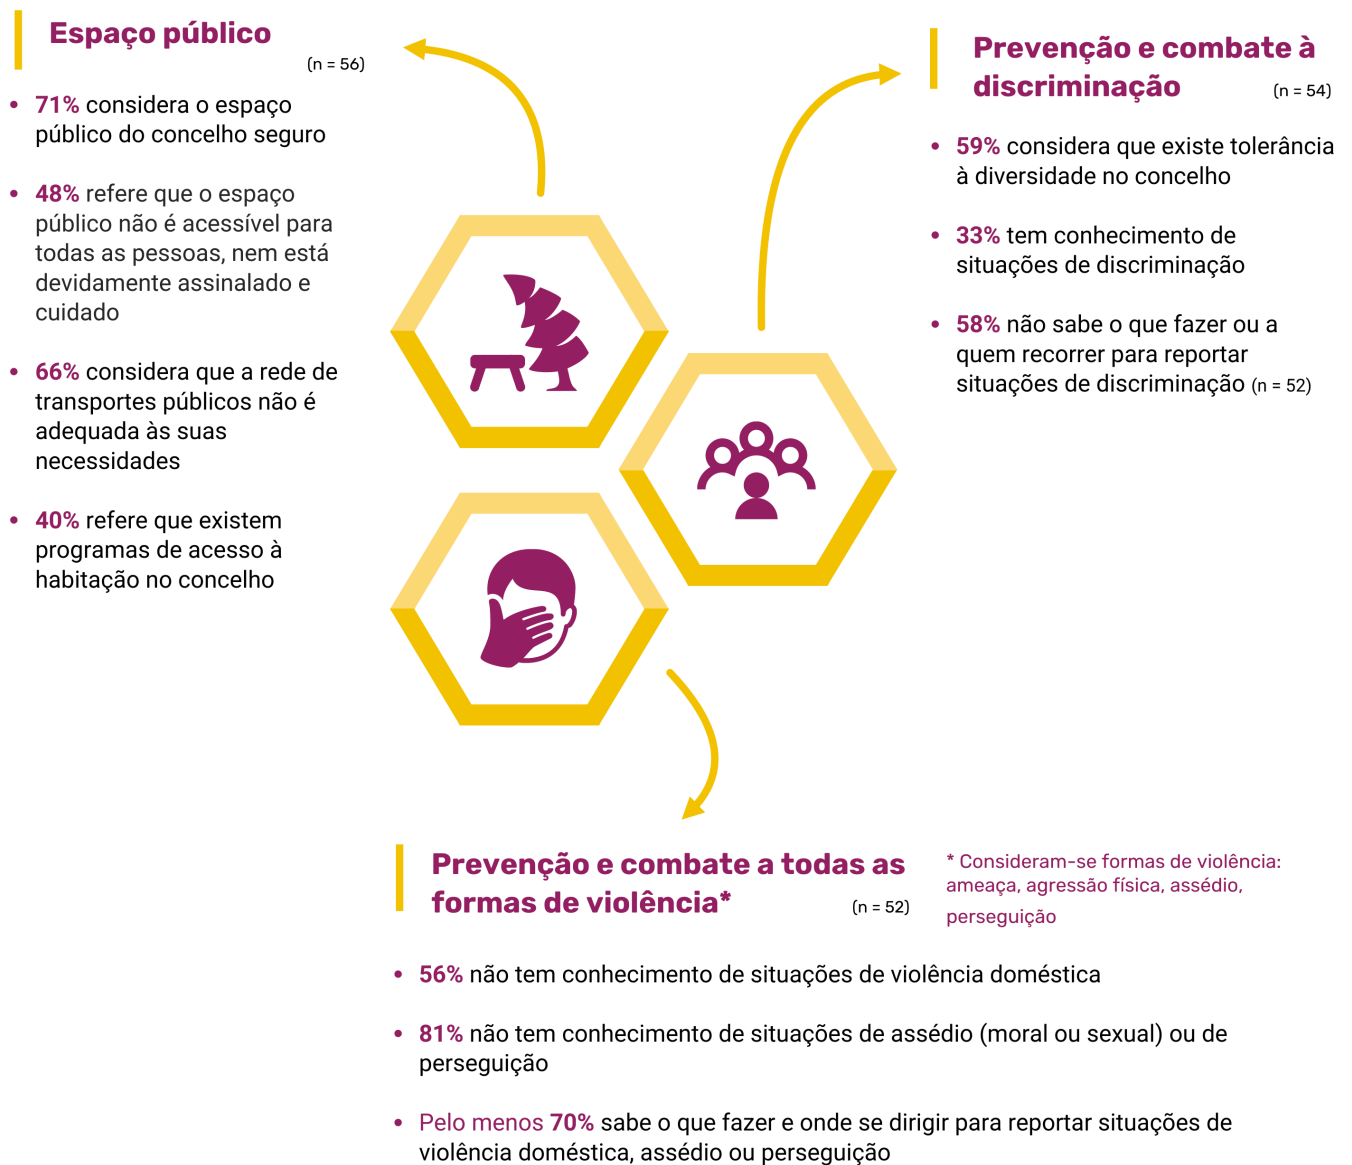 Espaço público
(n = 56)
• 71% considera o espaço
público do concelho seguro
• 48% refere que o espaço
público não é acessível para
todas as pessoas, nem está
devidamente assinalado e
cuidado
• 66% considera que a rede de
transportes públicos não é
adequada às suas
necessidades
• 40% refere que existem
programas de acesso à
habitação no concelho
Prevenção e combate à
discriminação (n = 54)
• 59% considera que existe tolerância
à diversidade no concelho
• 33% tem conhecimento de
situações de discriminação
• 58% não sabe o que fazer ou a
quem recorrer para reportar
situações de discriminação (n = 52)
Prevenção e combate a todas as
formas de violência* (n = 52)
* Consideram-se formas de violência:
ameaça, agressão física, assédio,
perseguição
• 56% não tem conhecimento de situações de violência doméstica
• 81% não tem conhecimento de situações de assédio (moral ou sexual) ou de
perseguição
• Pelo menos 70% sabe o que fazer e onde se dirigir para reportar situações de
violência doméstica, assédio ou perseguição